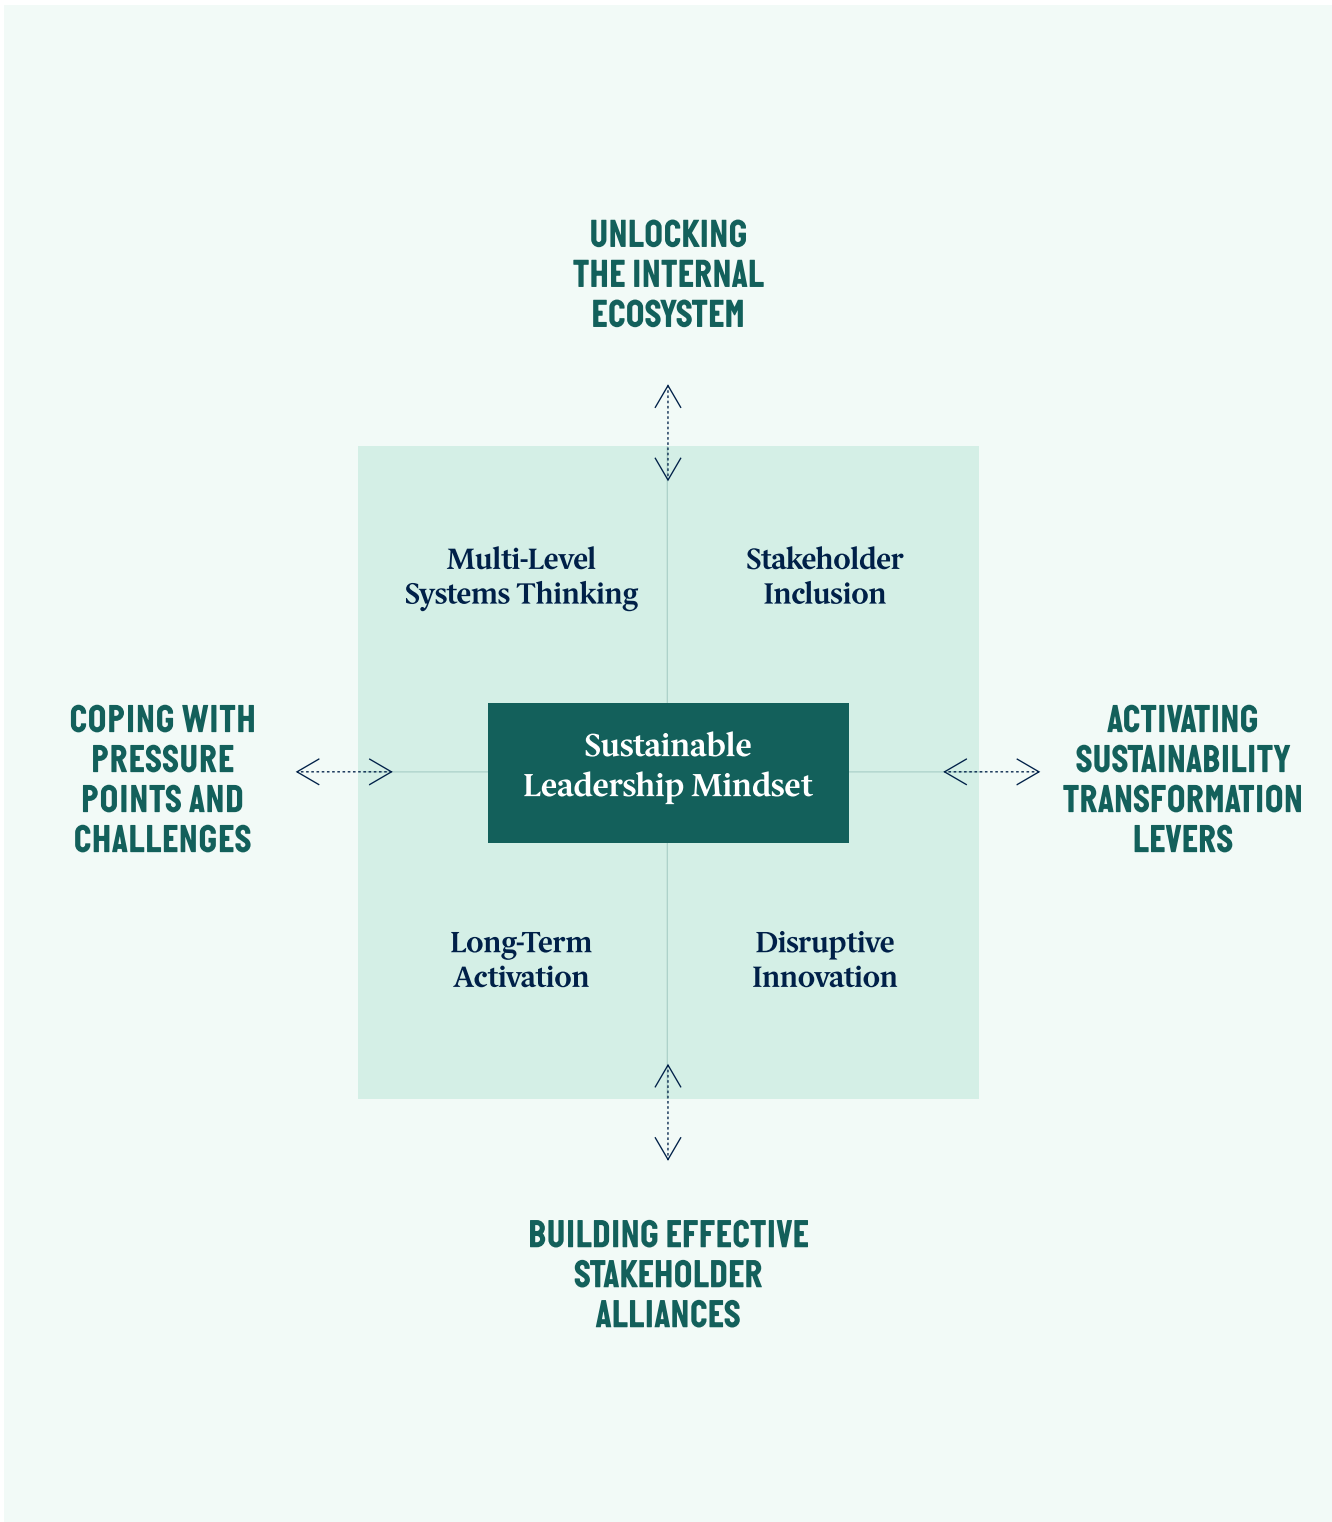 UNLOCKING
THE INTERNAL
ECOSYSTEM
Multi-Level
Systems Thinking
Stakeholder
Inclusion
COPING WITH
PRESSURE
POINTS AND
CHALLENGES
Sustainable
Leadership Mindset
ACTIVATING
SUSTAINABILITY
TRANSFORMATION
LEVERS
Long-Term
Activation
Disruptive
Innovation
BUILDING EFFECTIVE
STAKEHOLDER
ALLIANCES